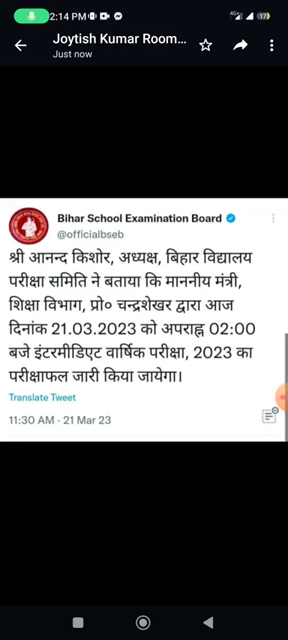 2:14 PM
4G
17
Joytish Kumar Room...
Just now
Bihar School Examination Board
@officialbseb
श्री आनन्द किशोर, अध्यक्ष, बिहार विद्यालय
परीक्षा समिति ने बताया कि माननीय मंत्री,
शिक्षा विभाग, प्रो० चन्द्रशेखर द्वारा आज
दिनांक 21.03.2023 को अपराह्न 02:00
बजे इंटरमीडिएट वार्षिक परीक्षा, 2023 का
परीक्षाफल जारी किया जायेगा।
Translate Tweet
11:30 AM · 21 Mar 23